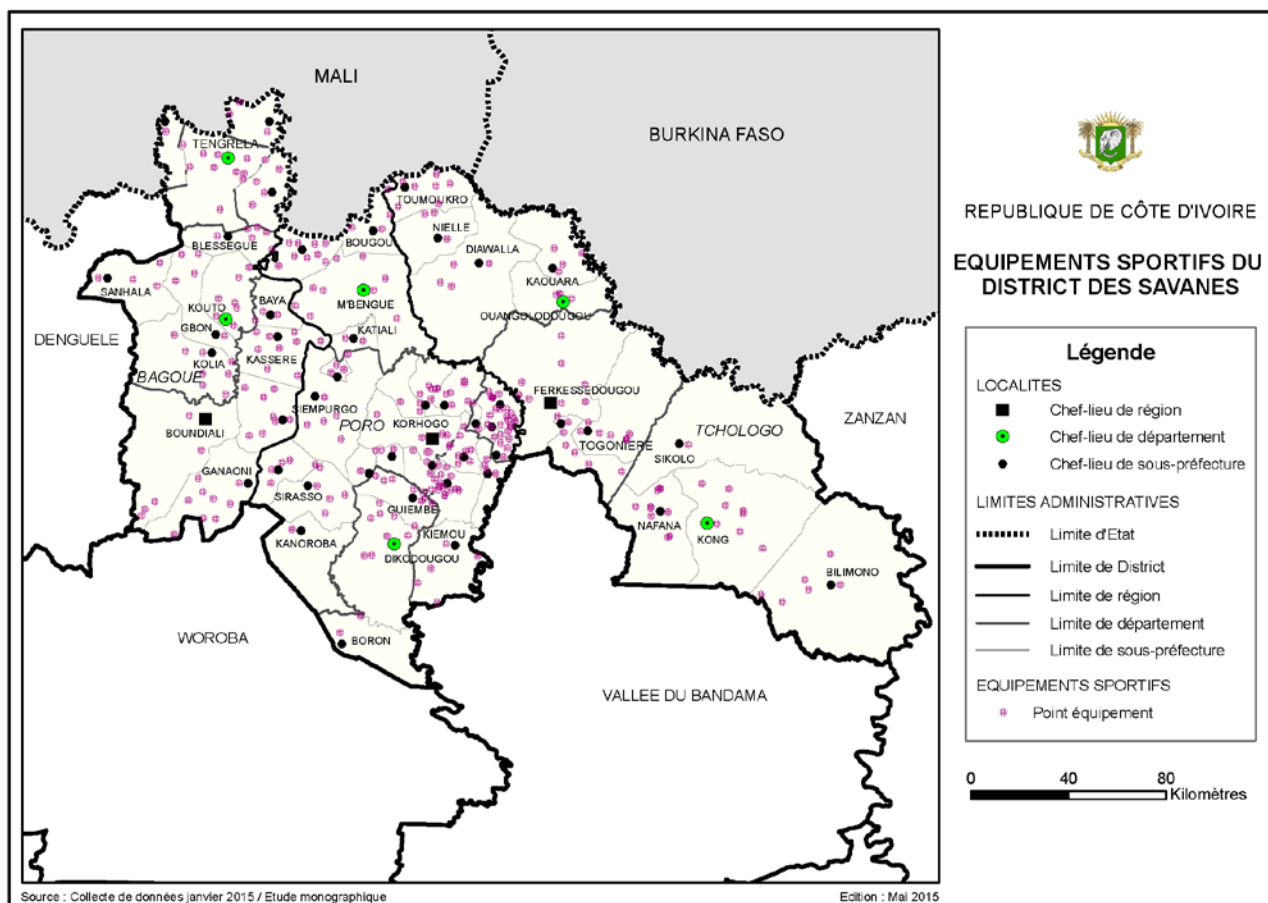 MALI
BURKINA FASO
TENGRELA
TOUMOUKRO
BLESSEGUE
BOUGOU
NIELLE
DIAWALLA
SANHALA
KAOUARA
KOUTO
BAYA
M'BENGUE
OUANGOLODOUGOU
GBON
DENGUELE
KATIALI
KOLIA
KASSERE
BAGOUE
FERKESSEDOUGOU
SIEMPURGO
ZANZAN
BOUNDIALI
PORO
KORHOGO
TCHOLOGO
TOGONIERE
SIKOLO
GANAONI
SIRASSO
GUIEMBE
NAFANA
KONG
KANOROBA
KIEMOU
DIKODOUGOU
BILIMONO
WOROBA
BORON
VALLEE DU BANDAMA
REPUBLIQUE DE CÔTE D'IVOIRE
EQUIPEMENTS SPORTIFS DU
DISTRICT DES SAVANES
Légende
LOCALITES
Chef-lieu de région
Chef-lieu de département
Chef-lieu de sous-préfecture
LIMITES ADMINISTRATIVES
Limite d'Etat
Limite de District
Limite de région
Limite de département
Limite de sous-préfecture
EQUIPEMENTS SPORTIFS
Point équipement
0 40 80
Kilomètres
Source : Collecte de données janvier 2015 / Etude monographique
Edition : Mai 2015